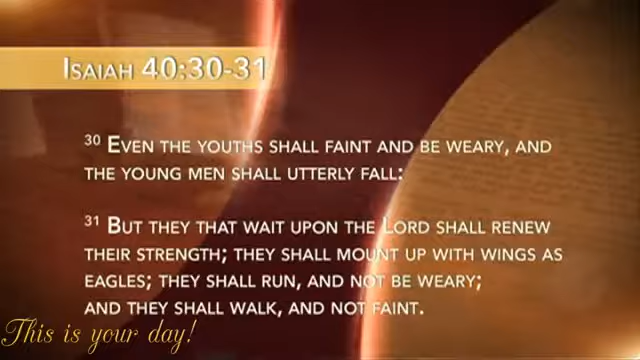 ISAIAH 40:30-31
30 EVEN THE YOUTHS SHALL FAINT AND BE WEARY, AND
THE YOUNG MEN SHALL UTTERLY FALL:
31 BUT THEY THAT WAIT UPON THE LORD SHALL RENEW
THEIR STRENGTH; THEY SHALL MOUNT UP WITH WINGS AS
EAGLES; THEY SHALL RUN, AND NOT BE WEARY;
AND THEY SHALL WALK, AND NOT FAINT.
This is your day!